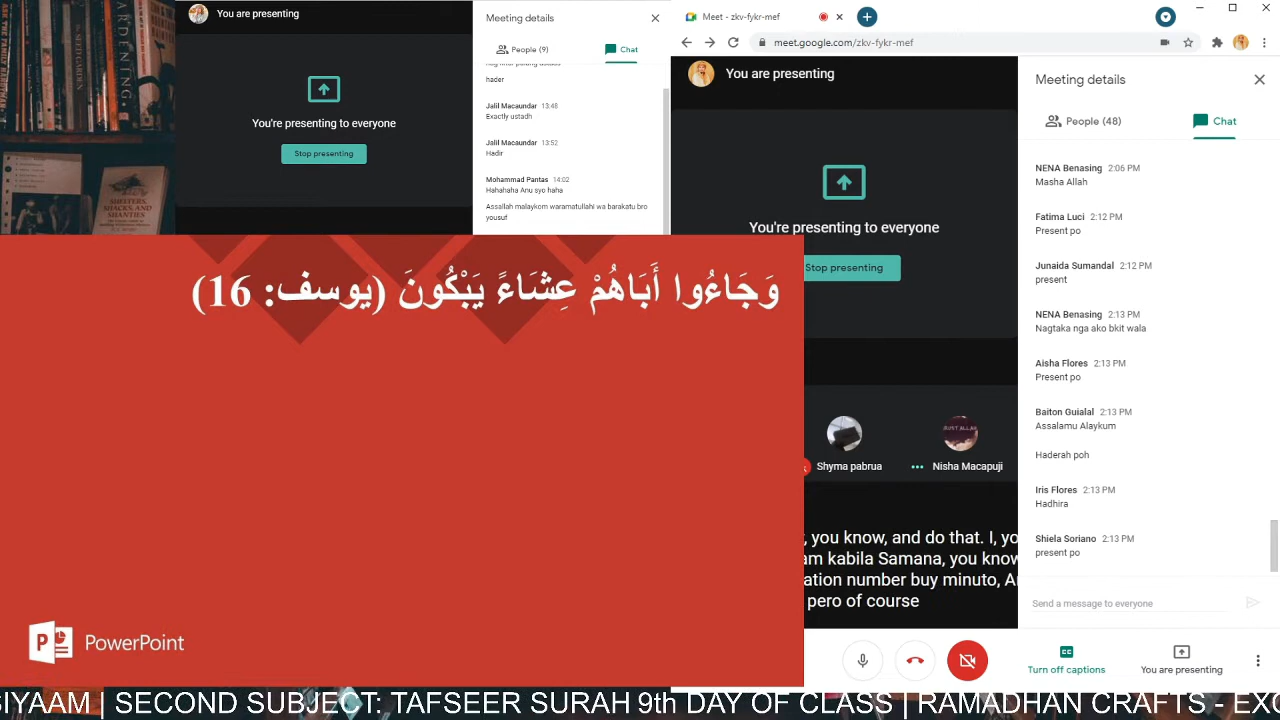 GARDENING
SHELTERS,
SHACKS, AND
SHANTIES
You are presenting
You're presenting to everyone
Stop presenting
Meeting details
People (9)
Chat
hader
Jalil Macaundar 13:48
Exactly ustadh
Jalil Macaundar 13:52
Hadir
Mohammad Pantas 14:02
Hahahaha Anu syo haha
Assallah malaykom waramatullahi wa barakatu bro
yousuf
Meet - zkv-fykr-mef
meet.google.com/zkv-fykr-mef
You are presenting
You're presenting to everyone
Stop presenting
Shyma pabrua
Nisha Macapuji
, you know, and do that. I, yo
am kabila Samana, you know
ation number buy minuto, A
pero of course
Meeting details
People (48)
Chat
NENA Benasing 2:06 PM
Masha Allah
Fatima Luci 2:12 PM
Present po
Junaida Sumandal 2:12 PM
present
NENA Benasing 2:13 PM
Nagtaka nga ako bkit wala
Aisha Flores 2:13 PM
Present po
Baiton Guialal 2:13 PM
Assalamu Alaykum
Haderah poh
Iris Flores 2:13 PM
Hadhira
Shiela Soriano 2:13 PM
present po
Send a message to everyone
Turn off captions
You are presenting
وَجَاءُوا أَبَاهُمْ عِشَاءً يَبْكُونَ (يوسف: 16)
PowerPoint
SIYAAM | SECOND SUBJECT: TAFSEER SURAH 9th DAY OF CLASS | RAMADHAN CRAFTS - EXC